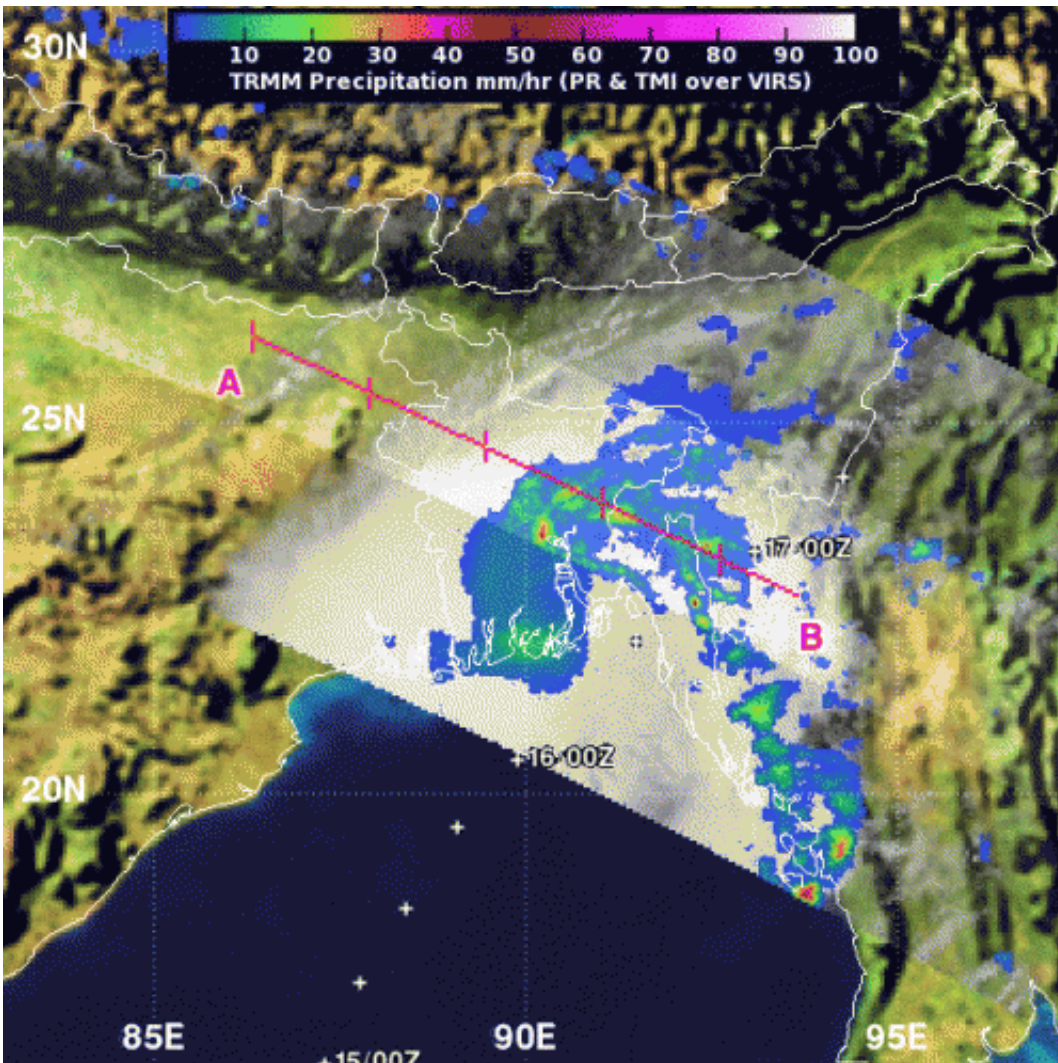 10 20 30 40 50 60 70 80 90 100
TRMM Precipitation mm/hr (PR & TMI over VIRS)
30N
A
25N
17/00Z
B
16/00Z
20N
85E 90E 95E
15/00Z